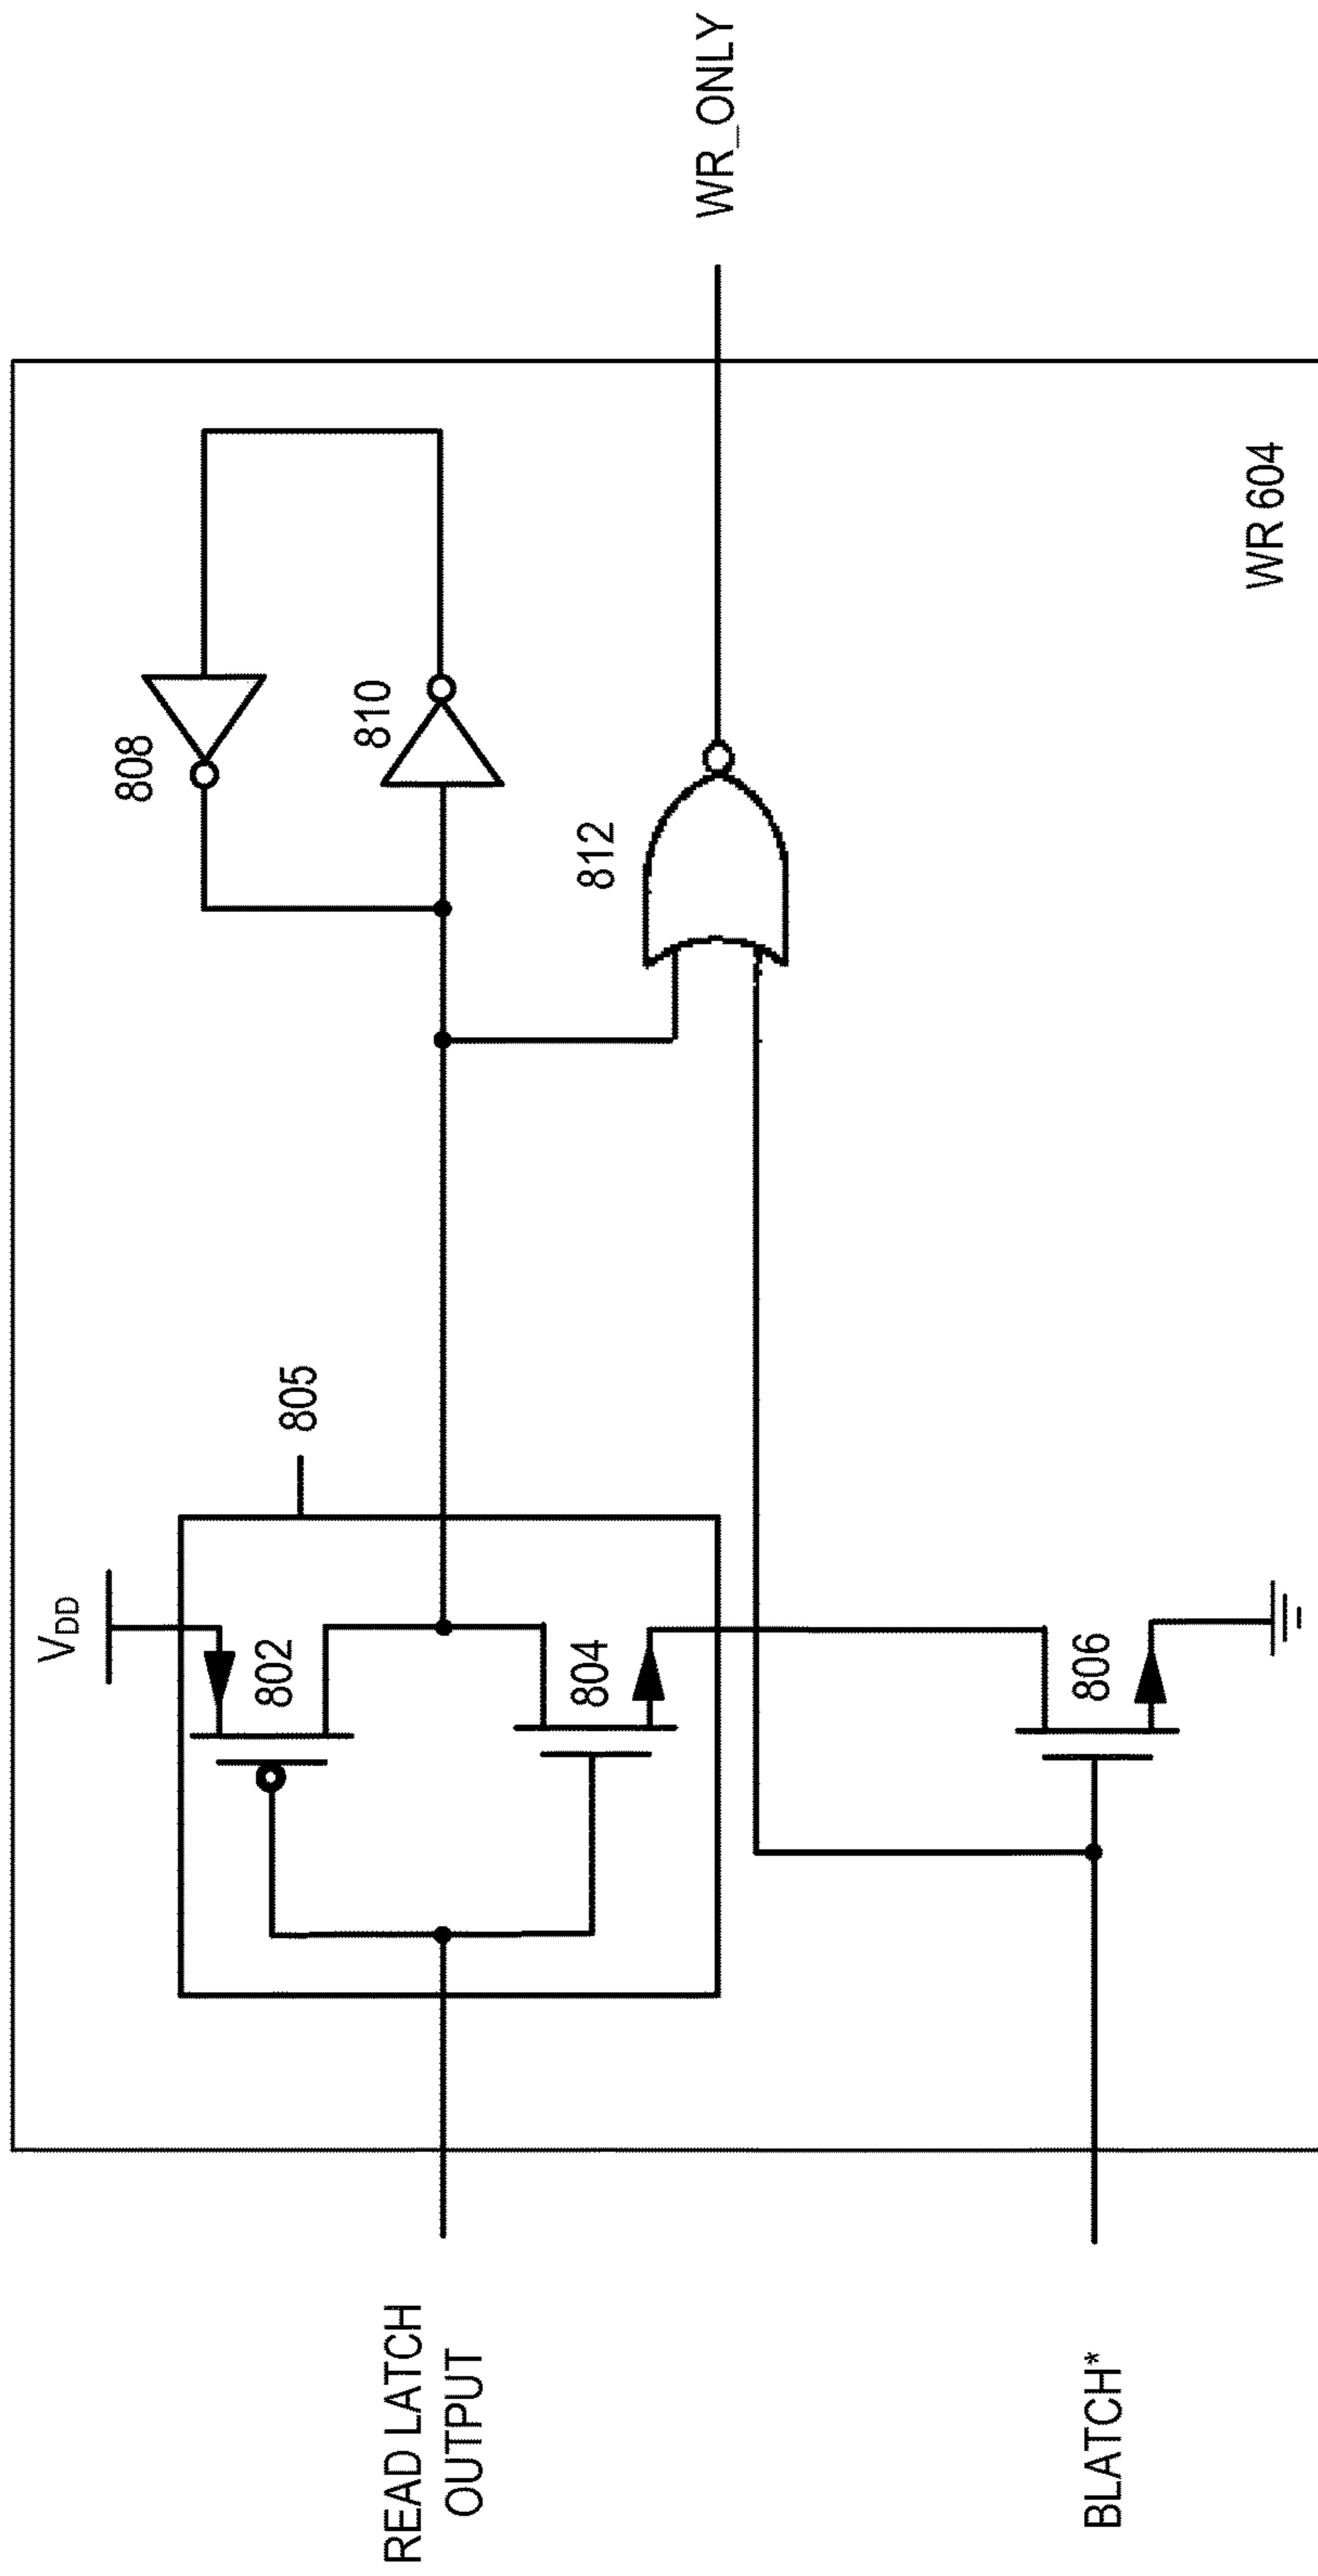 READ LATCH
OUTPUT
BLATCH*
VDD
802
804
805
806
808
810
812
WR_ONLY
WR 604